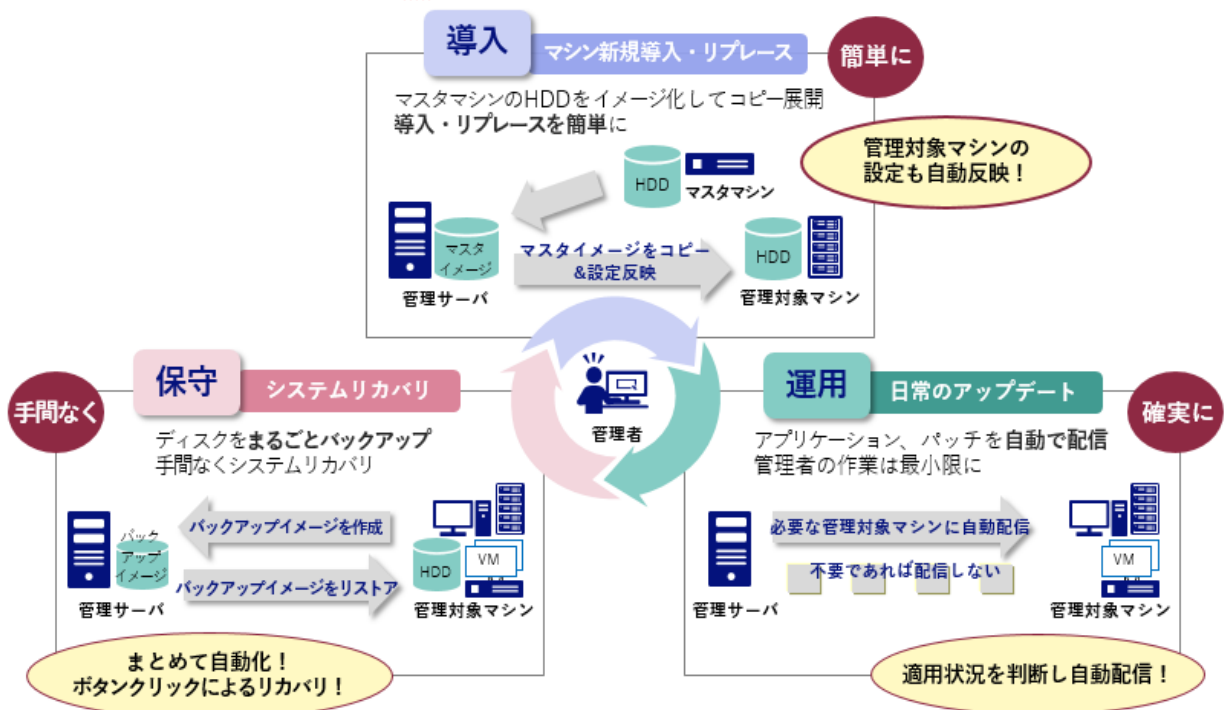 導入
マシン新規導入・リプレース
簡単に
マスタマシンのHDDをイメージ化してコピー展開
導入・リプレースを簡単に
管理対象マシンの
設定も自動反映！
HDD
マスタマシン
マスタ
イメージ
管理サーバ
マスタイメージをコピー
&設定反映
HDD
管理対象マシン
管理者
保守
システムリカバリ
手間なく
ディスクをまるごとバックアップ
手間なくシステムリカバリ
バック
アップ
イメージ
管理サーバ
バックアップイメージを作成
バックアップイメージをリストア
HDD
VM
管理対象マシン
まとめて自動化！
ボタンクリックによるリカバリ！
運用
日常のアップデート
確実に
アプリケーション、パッチを自動で配信
管理者の作業は最小限に
管理サーバ
必要な管理対象マシンに自動配信
不要であれば配信しない
VM
管理対象マシン
適用状況を判断し自動配信！